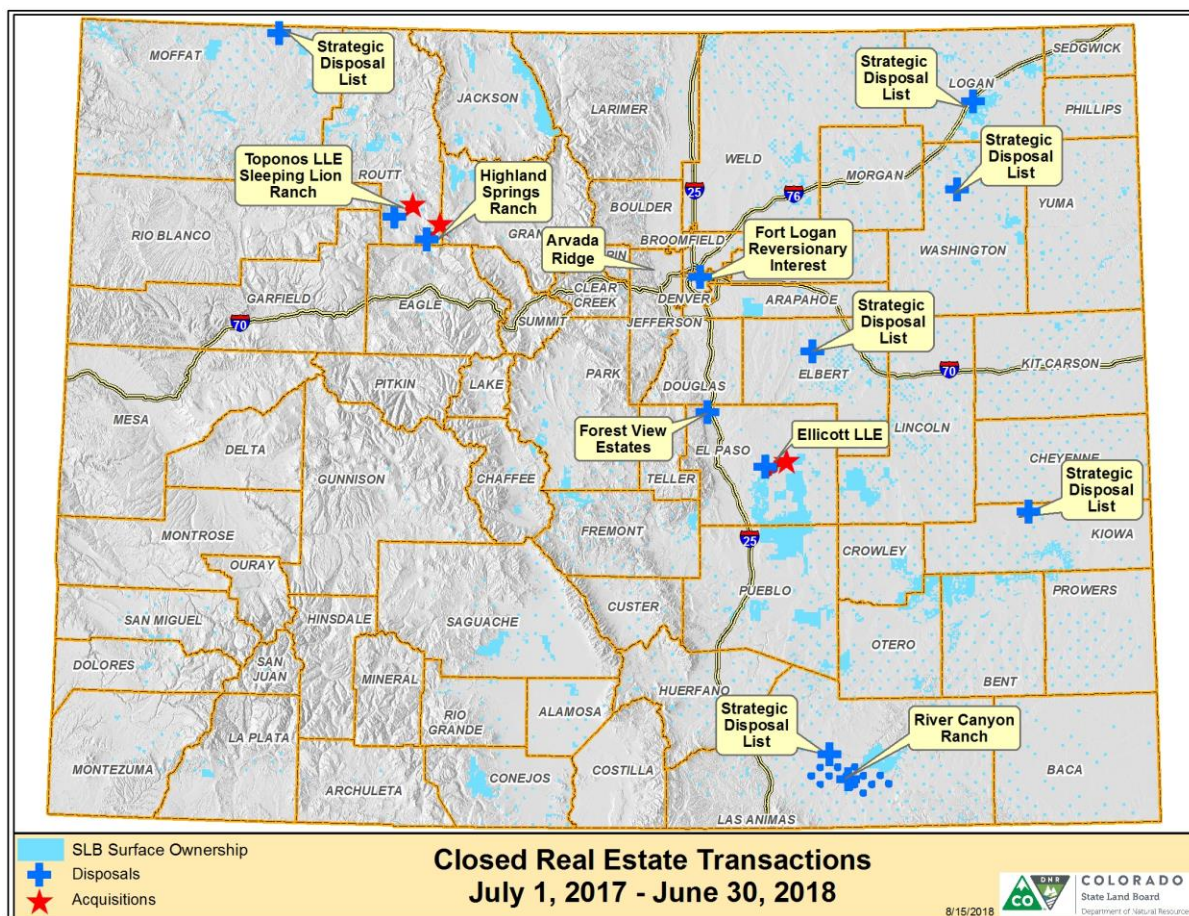 MOFFAT
Strategic
Disposal
List
JACKSON
LARIMER
Strategic
Disposal
List
LOGAN
SEDGWICK
PHILLIPS
WELD
Strategic
Disposal
List
YUMA
Toponos LLE
Sleeping Lion
Ranch
ROUTT
Highland
Springs
Ranch
25
76
MORGAN
BOULDER
RIO BLANCO
BROOMFIELD
Arvada
Ridge
Fort Logan
Reversionary
Interest
WASHINGTON
GARFIELD
EAGLE
CLEAR
CREEK
DENVER
ARAPAHOE
70
SUMMIT
JEFFERSON
Strategic
Disposal
List
ELBERT
70
KIT CARSON
PITKIN
LAKE
PARK
DOUGLAS
MESA
DELTA
Forest View
Estates
EL PASO
Ellicott LLE
LINCOLN
CHEYENNE
GUNNISON
CHAFFEE
TELLER
Strategic
Disposal
List
KIOWA
MONTROSE
FREMONT
25
CROWLEY
OURAY
PUEBLO
PROWERS
SAN MIGUEL
HINSDALE
SAGUACHE
CUSTER
OTERO
DOLORES
SAN
JUAN
MINERAL
BENT
HUERFANO
RIO
GRANDE
ALAMOSA
Strategic
Disposal
List
River Canyon
Ranch
LA PLATA
MONTEZUMA
ARCHULETA
CONEJOS
COSTILLA
BACA
LAS ANIMAS
SLB Surface Ownership
Disposals
Acquisitions
Closed Real Estate Transactions
July 1, 2017 - June 30, 2018
8/15/2018
CO
DNR
COLORADO
State Land Board
Department of Natural Resources